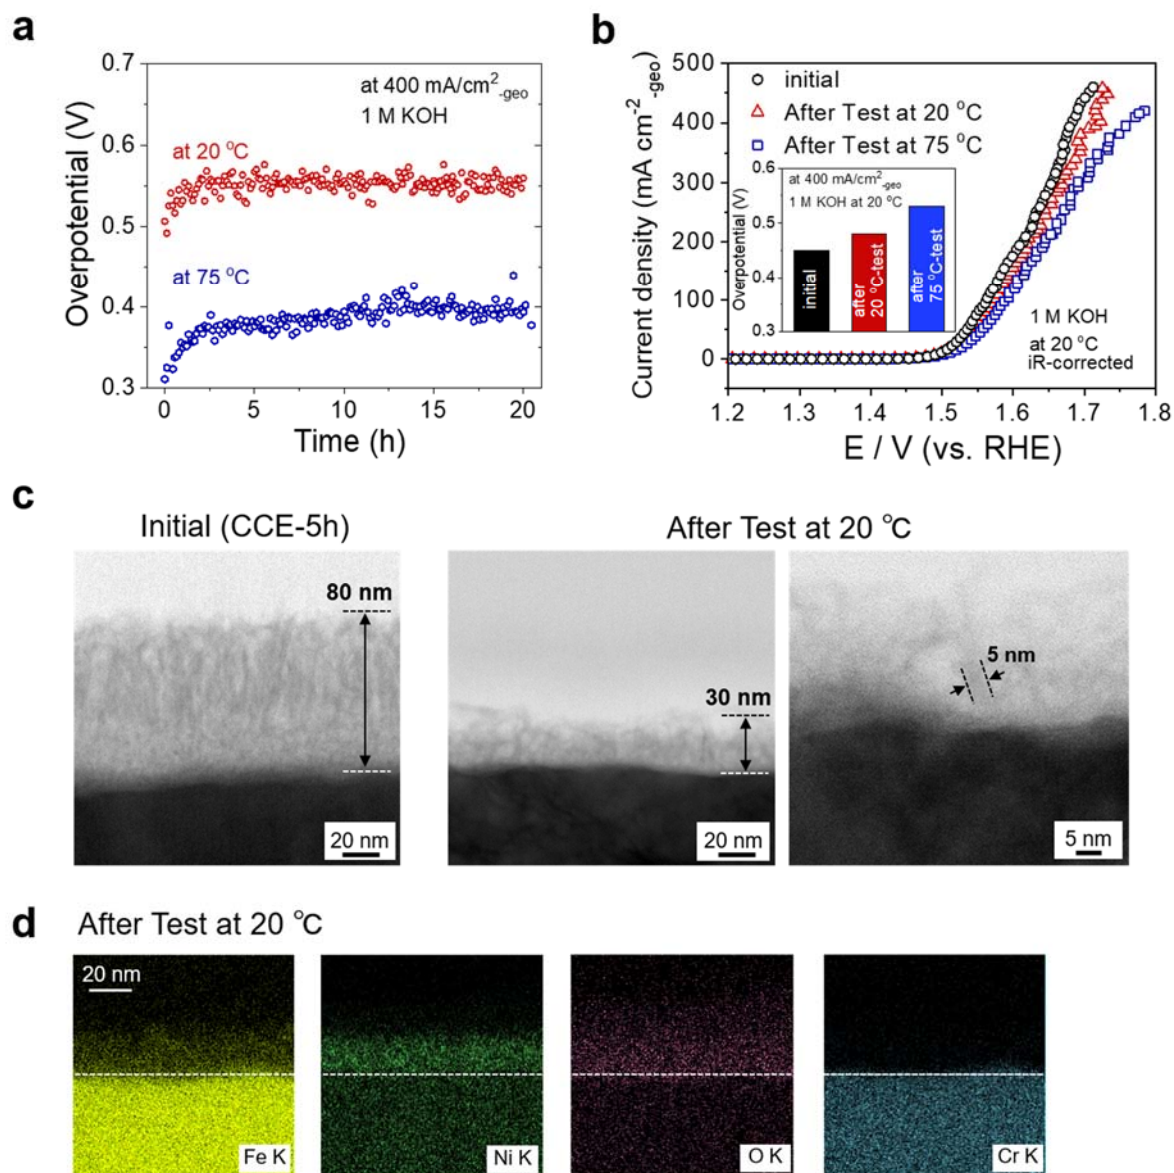 a
0.7
0.6
0.5
0.4
0.3
Overpotential (V)
at 400 mA/cm²-geo
1 M KOH
at 20 °C
at 75 °C
0
5
10
15
20
Time (h)
b
500
400
300
200
100
0
Current density (mA cm⁻²-geo)
initial
After Test at 20 °C
After Test at 75 °C
0.6
0.5
0.4
0.3
Overpotential (V)
at 400 mA/cm²-geo
1 M KOH at 20 °C
initial
after
20 °C-test
after
75 °C-test
1 M KOH
at 20 °C
iR-corrected
1.2
1.3
1.4
1.5
1.6
1.7
1.8
E / V (vs. RHE)
c
Initial (CCE-5h)
After Test at 20 °C
80 nm
20 nm
30 nm
20 nm
5 nm
5 nm
d
After Test at 20 °C
20 nm
Fe K
Ni K
O K
Cr K